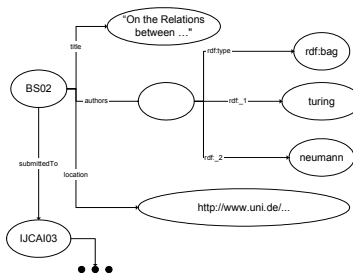 "On the Relations
between ..."
title
rdf:type
rdf:bag
BS02
authors
rdf:_1
turing
submittedTo
rdf:_2
neumann
location
http://www.uni.de/...
IJCAI03